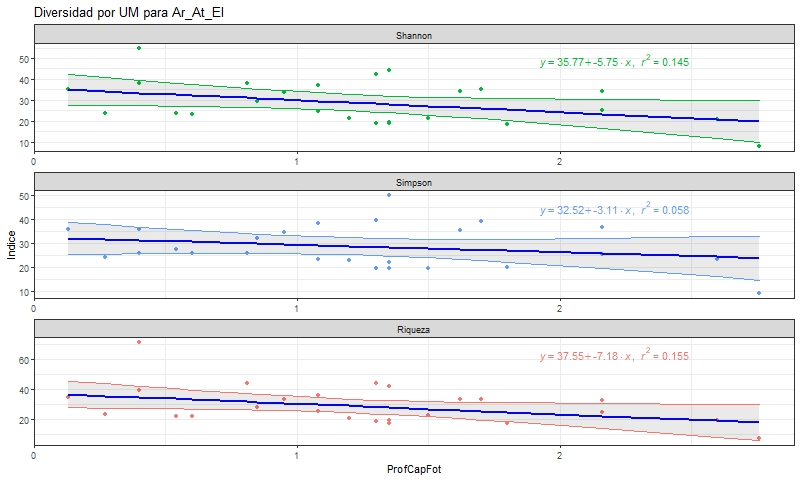 Diversidad por UM para Ar_At_El
Shannon
y = 35.77+ -5.75 · x, r² = 0.145
50
40
30
20
10
0 1 2
Simpson
y = 32.52+ -3.11 · x, r² = 0.058
50
40
30
20
10
0 1 2
Indice
Riqueza
y = 37.55+ -7.18 · x, r² = 0.155
60
40
20
0 1 2
ProfCapFot